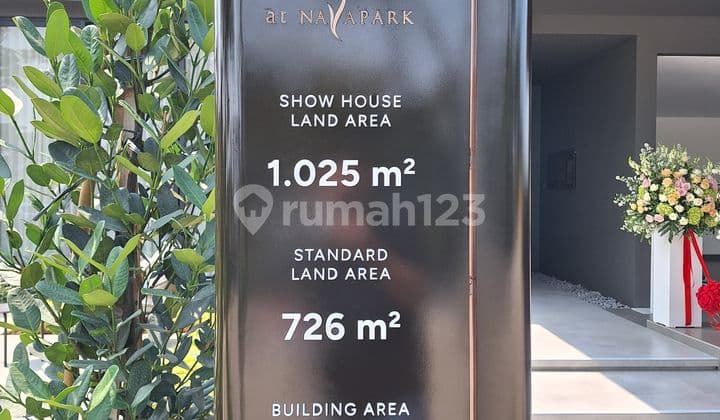 at NAVAPARK
SHOW HOUSE
LAND AREA
1.025 m²
rumah123
STANDARD
LAND AREA
726 m²
BUILDING AREA